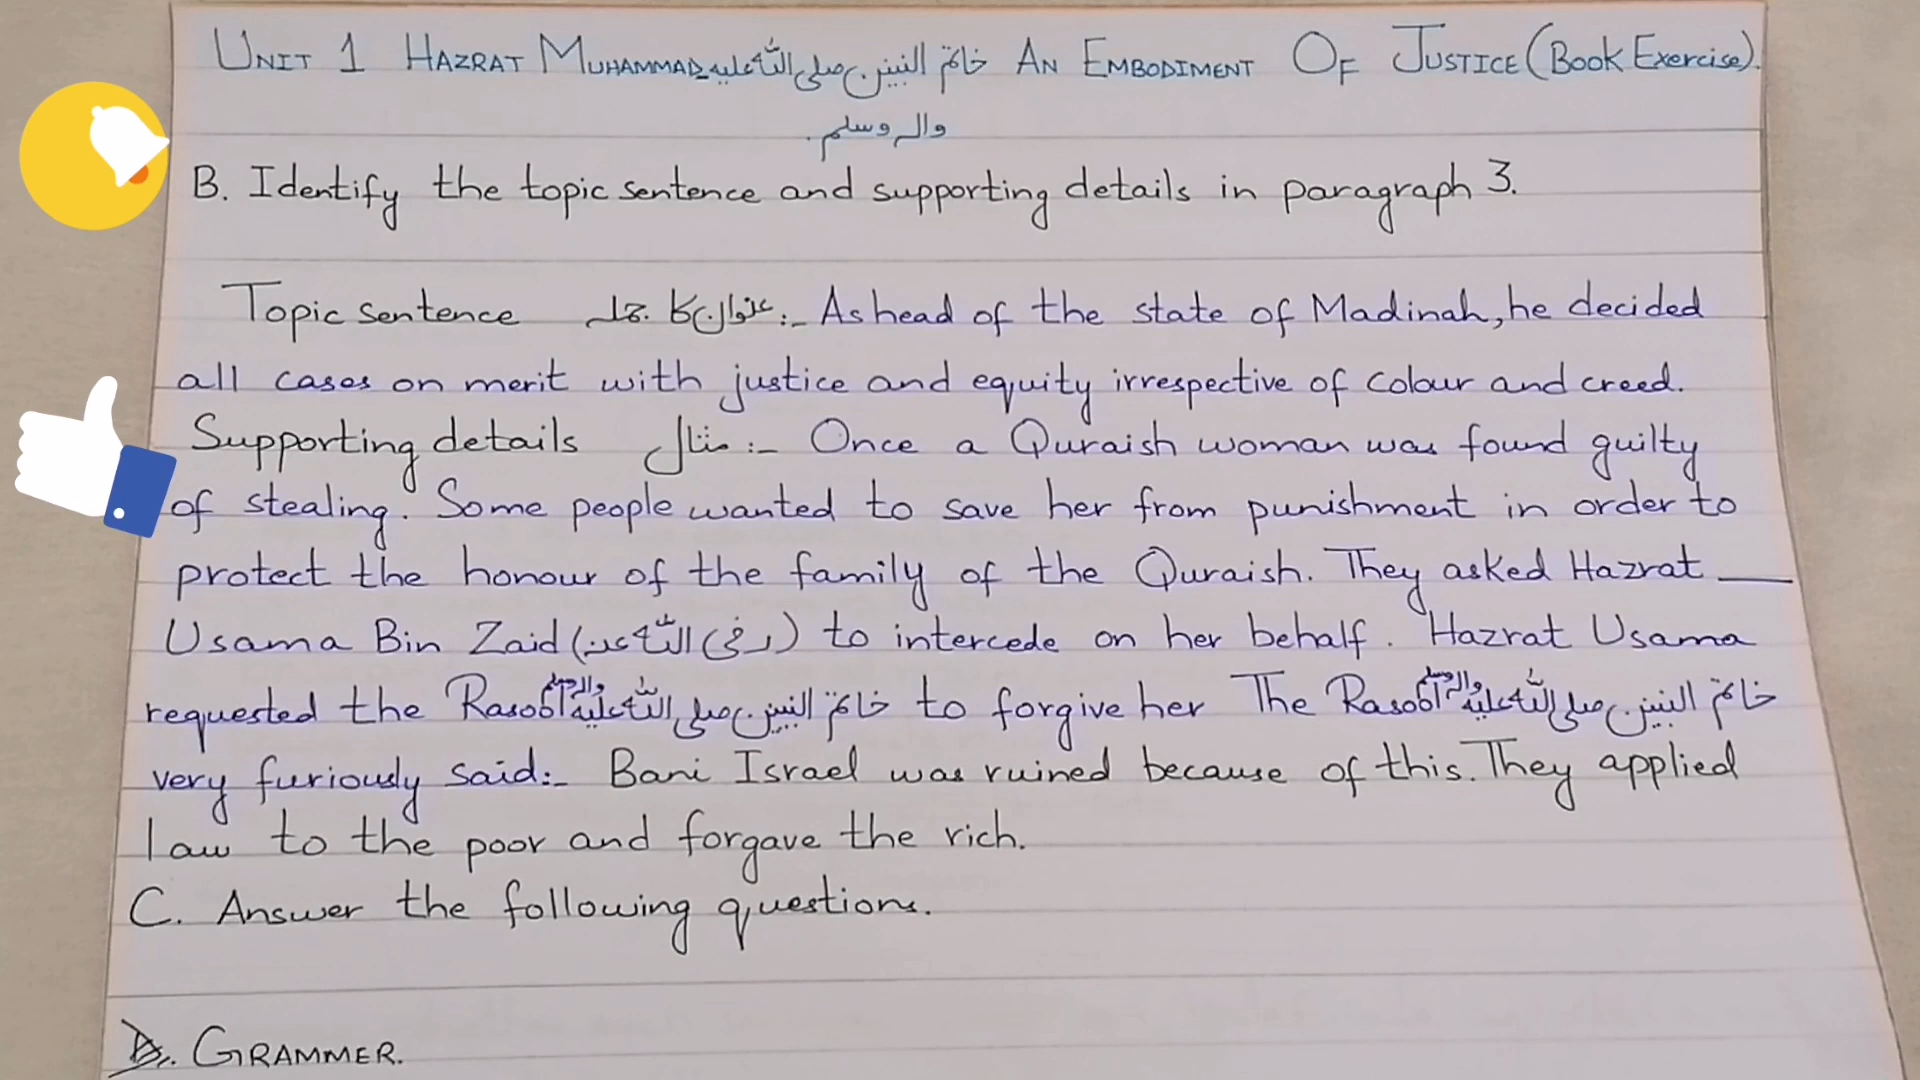 UNIT 1 HAZRAT MUHAMMAD خاتم النبیین صلی اللہ علیہ AN EMBODIMENT OF JUSTICE (Book Exercise).
والہ وسلم.
B. Identify the topic sentence and supporting details in paragraph 3.
Topic sentence عنوان کا جملہ :- As head of the state of Madinah, he decided
all cases on merit with justice and equity irrespective of colour and creed.
Supporting details مثال :- Once a Quraish woman was found guilty
of stealing. Some people wanted to save her from punishment in order to
protect the honour of the family of the Quraish. They asked Hazrat
Usama Bin Zaid (رضی اللہ عنہ) to intercede on her behalf. Hazrat Usama
requested the Rasool خاتم النبیین صلی اللہ علیہ والہ وسلم to forgive her The Rasool خاتم النبیین صلی اللہ علیہ والہ وسلم
very furiously said:- Bani Israel was ruined because of this. They applied
law to the poor and forgave the rich.
C. Answer the following questions.
D. GRAMMER.